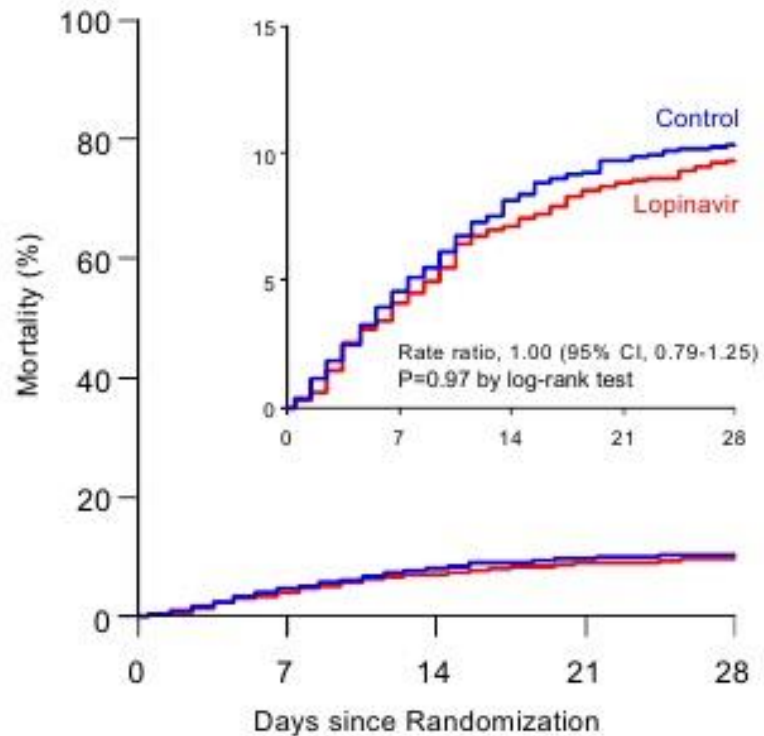 100
80
60
40
20
0
Mortality (%)
15
10
5
0
Control
Lopinavir
Rate ratio, 1.00 (95% CI, 0.79-1.25)
P=0.97 by log-rank test
0 7 14 21 28
0 7 14 21 28
Days since Randomization